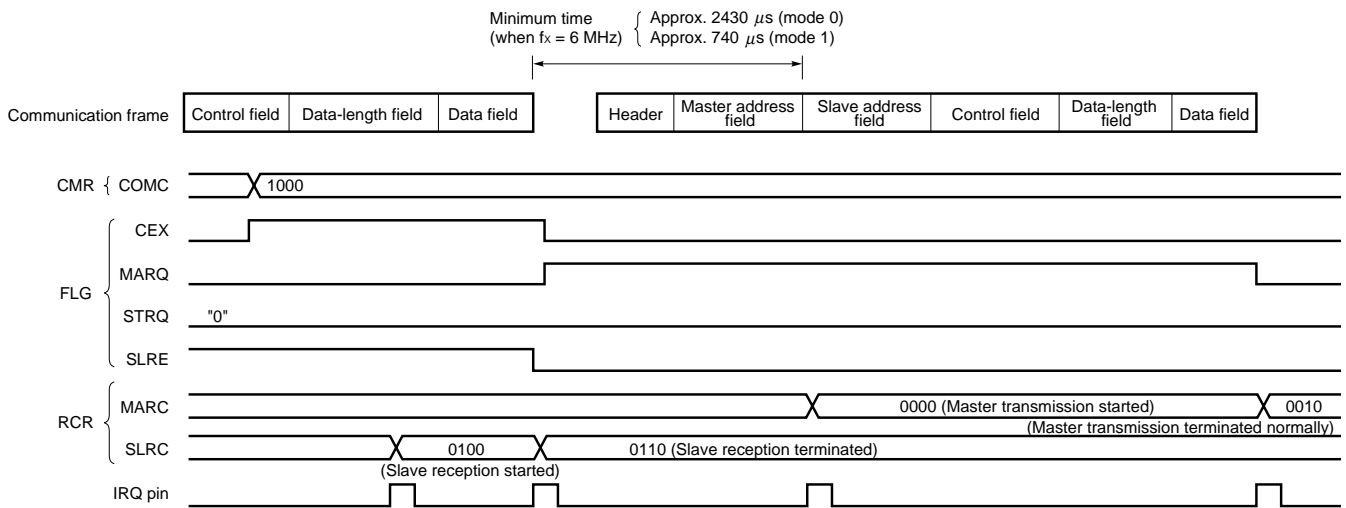 Minimum time
(when fx = 6 MHz)
Approx. 2430 μs (mode 0)
Approx. 740 μs (mode 1)
Communication frame
Control field
Data-length field
Data field
Header
Master address
field
Slave address
field
Control field
Data-length
field
Data field
CMR { COMC
1000
CEX
MARQ
FLG
STRQ
"0"
SLRE
MARC
0000 (Master transmission started)
0010
(Master transmission terminated normally)
RCR
SLRC
0100
0110 (Slave reception terminated)
(Slave reception started)
IRQ pin